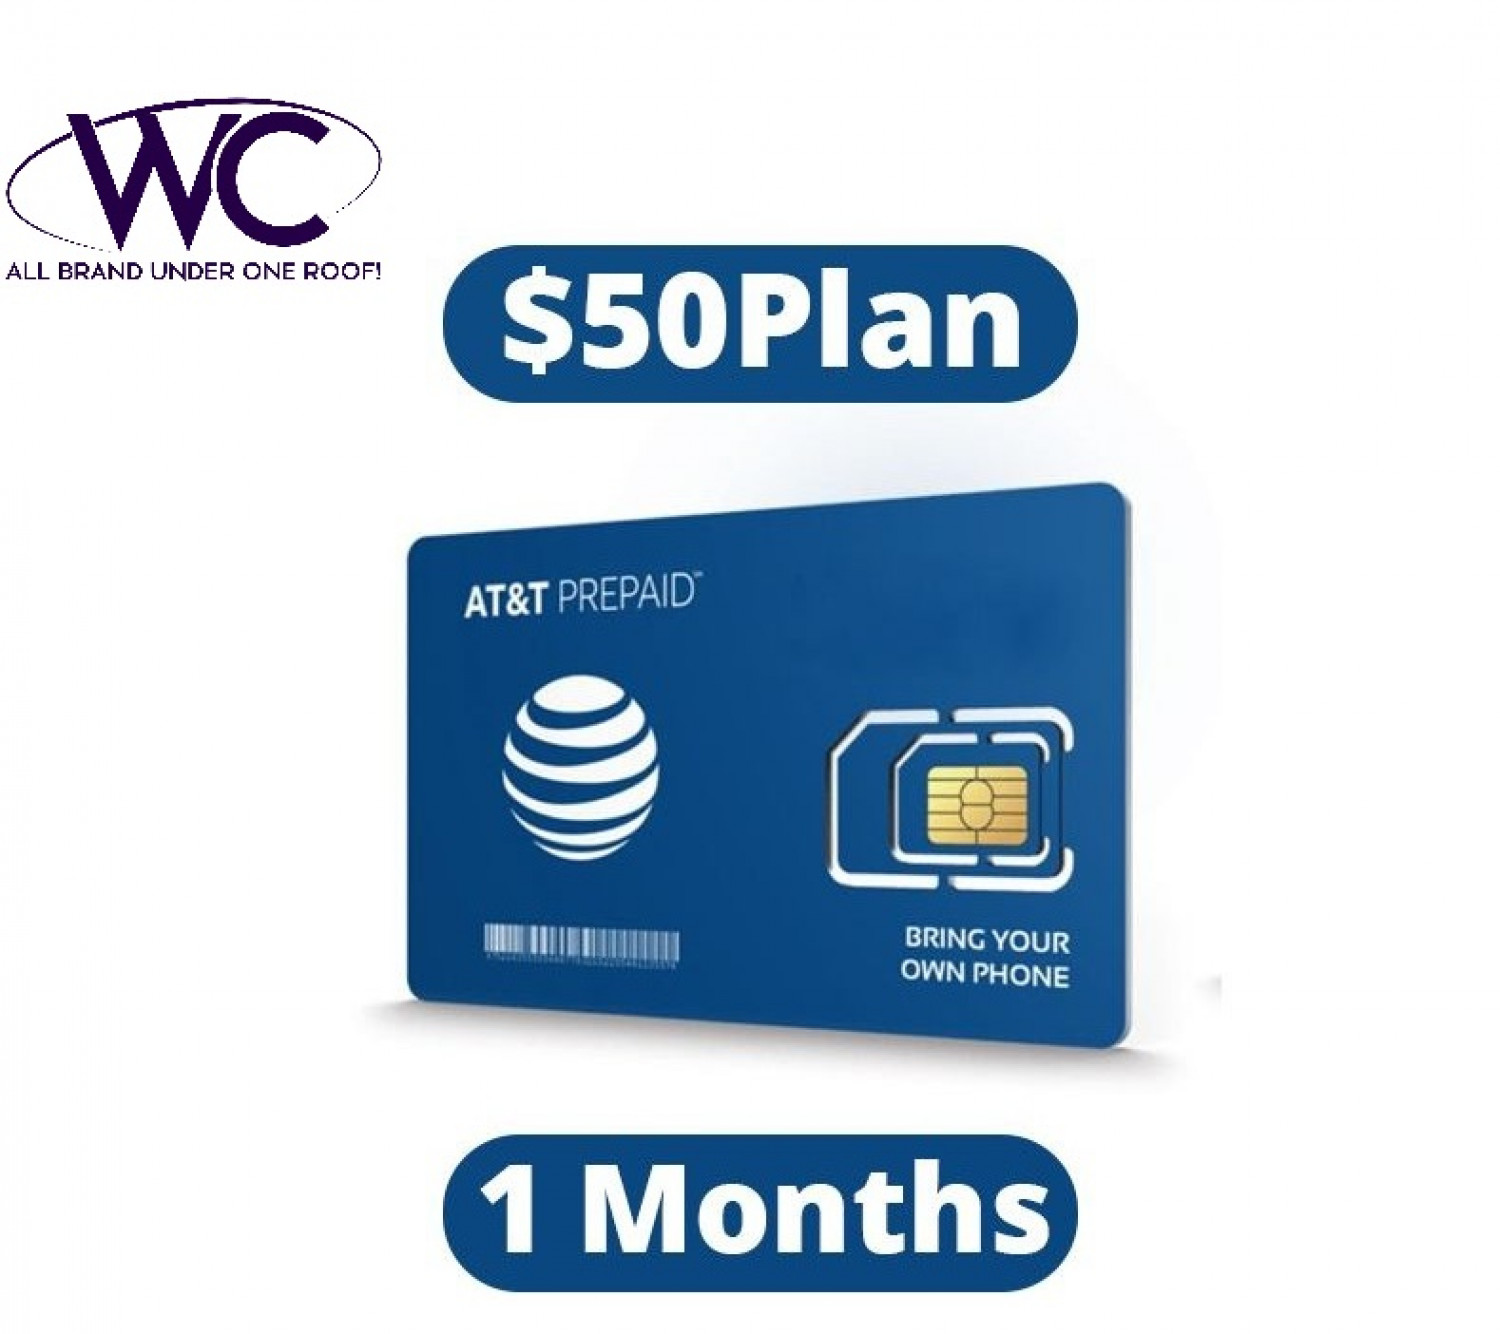 WC
ALL BRAND UNDER ONE ROOF!
$50Plan
AT&T PREPAID™
BRING YOUR
OWN PHONE
1 Months